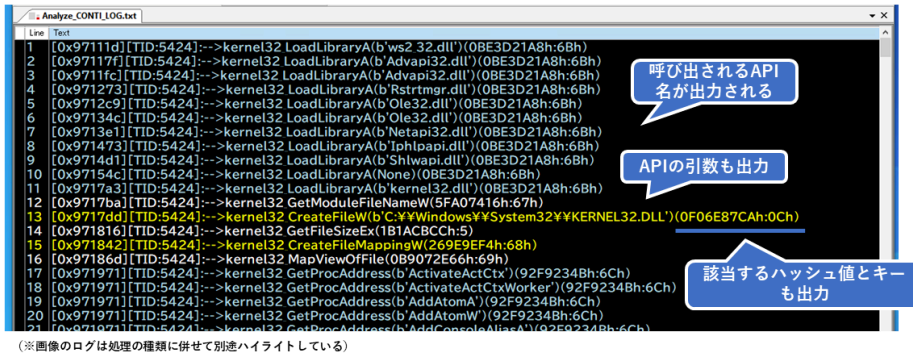 Analyze_CONTI_LOG.txt
Line Text
1 [0x97111d][TID:5424]:-->kernel32 LoadLibraryA(b'ws2_32.dll')(0BE3D21A8h:6Bh)
2 [0x97117f][TID:5424]:-->kernel32 LoadLibraryA(b'Advapi32.dll')(0BE3D21A8h:6Bh)
3 [0x9711fc][TID:5424]:-->kernel32 LoadLibraryA(b'Shell32.dll')(0BE3D21A8h:6Bh)
4 [0x971273][TID:5424]:-->kernel32 LoadLibraryA(b'Rstrtmgr.dll')(0BE3D21A8h:6Bh)
5 [0x9712c9][TID:5424]:-->kernel32 LoadLibraryA(b'Ole32.dll')(0BE3D21A8h:6Bh)
6 [0x97134c][TID:5424]:-->kernel32 LoadLibraryA(b'Ole32.dll')(0BE3D21A8h:6Bh)
7 [0x9713e1][TID:5424]:-->kernel32 LoadLibraryA(b'Netapi32.dll')(0BE3D21A8h:6Bh)
8 [0x971473][TID:5424]:-->kernel32 LoadLibraryA(b'Iphlpapi.dll')(0BE3D21A8h:6Bh)
9 [0x9714d1][TID:5424]:-->kernel32 LoadLibraryA(b'Shlwapi.dll')(0BE3D21A8h:6Bh)
10 [0x97154c][TID:5424]:-->kernel32 LoadLibraryA(None)(0BE3D21A8h:6Bh)
11 [0x9717a3][TID:5424]:-->kernel32 LoadLibraryA(b'kernel32.dll')(0BE3D21A8h:6Bh)
12 [0x9717ba][TID:5424]:-->kernel32 GetModuleFileNameW(5FA07416h:67h)
13 [0x9717dd][TID:5424]:-->kernel32 CreateFileW(b'C:¥¥Windows¥¥System32¥¥KERNEL32.DLL')(0F06E87CAh:0Ch)
14 [0x971816][TID:5424]:-->kernel32 GetFileSizeEx(1B1ACBCCh:5)
15 [0x971842][TID:5424]:-->kernel32 CreateFileMappingW(269E9EF4h:68h)
16 [0x97186d][TID:5424]:-->kernel32 MapViewOfFile(0B9072E66h:69h)
17 [0x971971][TID:5424]:-->kernel32 GetProcAddress(b'ActivateActCtx')(92F9234Bh:6Ch)
18 [0x971971][TID:5424]:-->kernel32 GetProcAddress(b'ActivateActCtxWorker')(92F9234Bh:6Ch)
19 [0x971971][TID:5424]:-->kernel32 GetProcAddress(b'AddAtomA')(92F9234Bh:6Ch)
20 [0x971971][TID:5424]:-->kernel32 GetProcAddress(b'AddAtomW')(92F9234Bh:6Ch)
21 [0x971971][TID:5424]:-->kernel32 GetProcAddress(b'AddConsoleAliasA')(92F9234Bh:6Ch)
呼び出されるAPI
名が出力される
APIの引数も出力
該当するハッシュ値とキー
も出力
(※画像のログは処理の種類に併せて別途ハイライトしている)